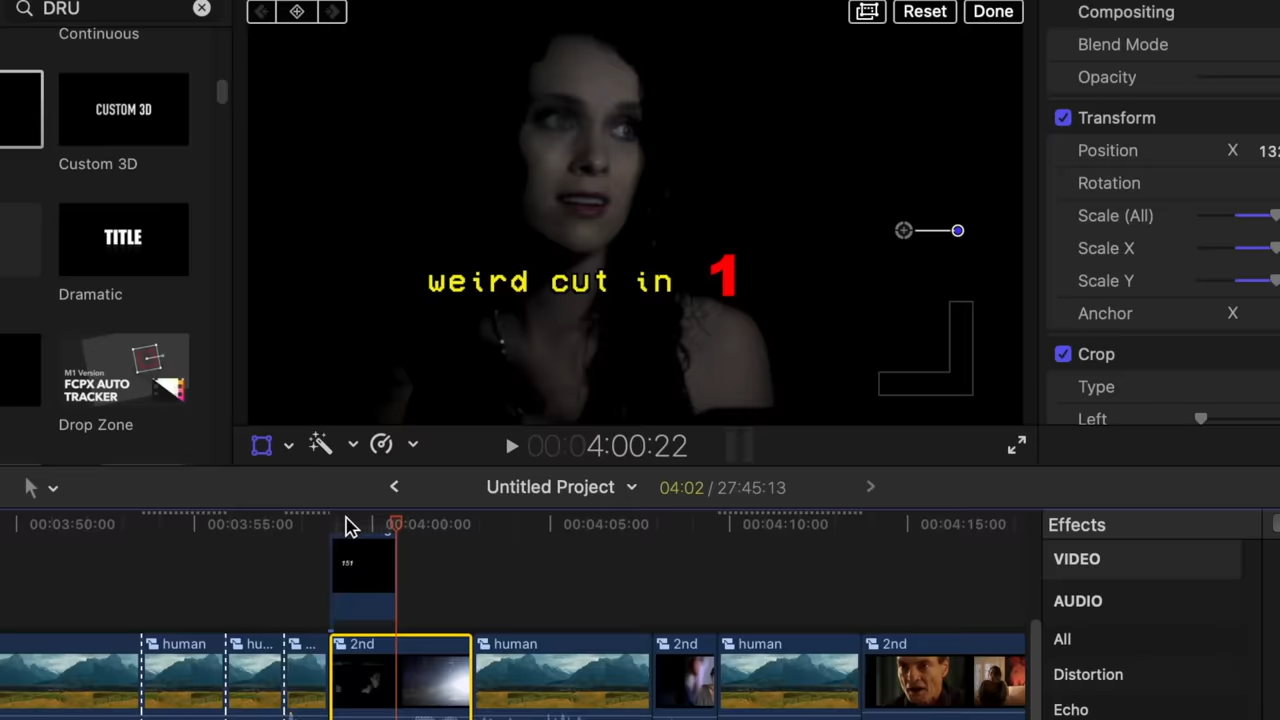 DRU
Continuous
CUSTOM 3D
Custom 3D
TITLE
Dramatic
M1 Version
FCPX AUTO
TRACKER
Drop Zone
Reset
Done
weird cut in 1
00:04:00:22
Compositing
Blend Mode
Opacity
Transform
Position X 132
Rotation
Scale (All)
Scale X
Scale Y
Anchor X
Crop
Type
Left
Untitled Project 04:02 / 27:45:13
00:03:50:00 00:03:55:00 00:04:00:00 00:04:05:00 00:04:10:00 00:04:15:00
human hu... ... 2nd human 2nd human 2nd
Effects
VIDEO
AUDIO
All
Distortion
Echo